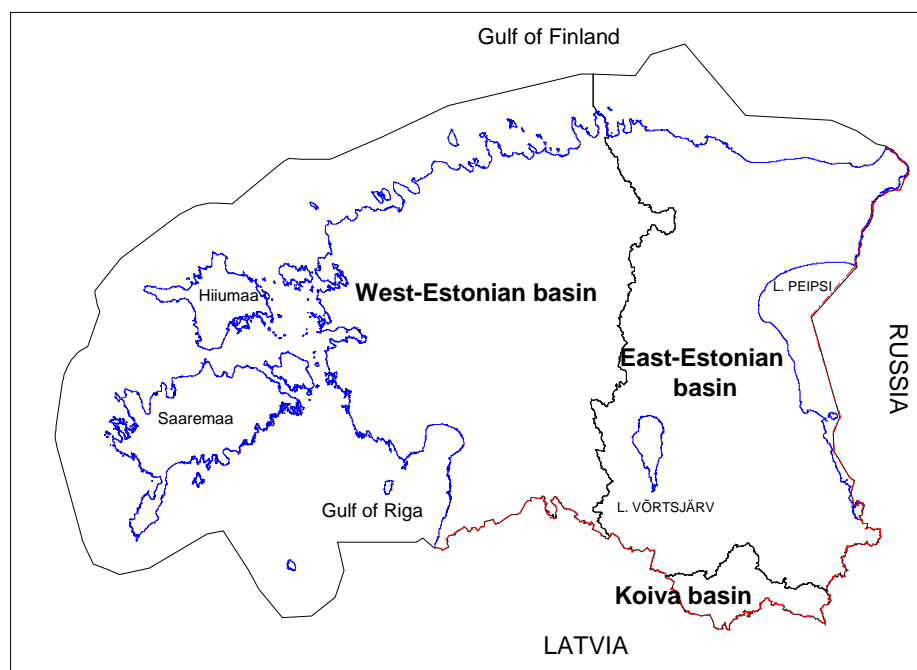 Gulf of Finland
Hiiumaa
West-Estonian basin
L. PEIPSI
RUSSIA
East-Estonian
basin
Saaremaa
Gulf of Riga
L. VÕRTSJÄRV
Koiva basin
LATVIA